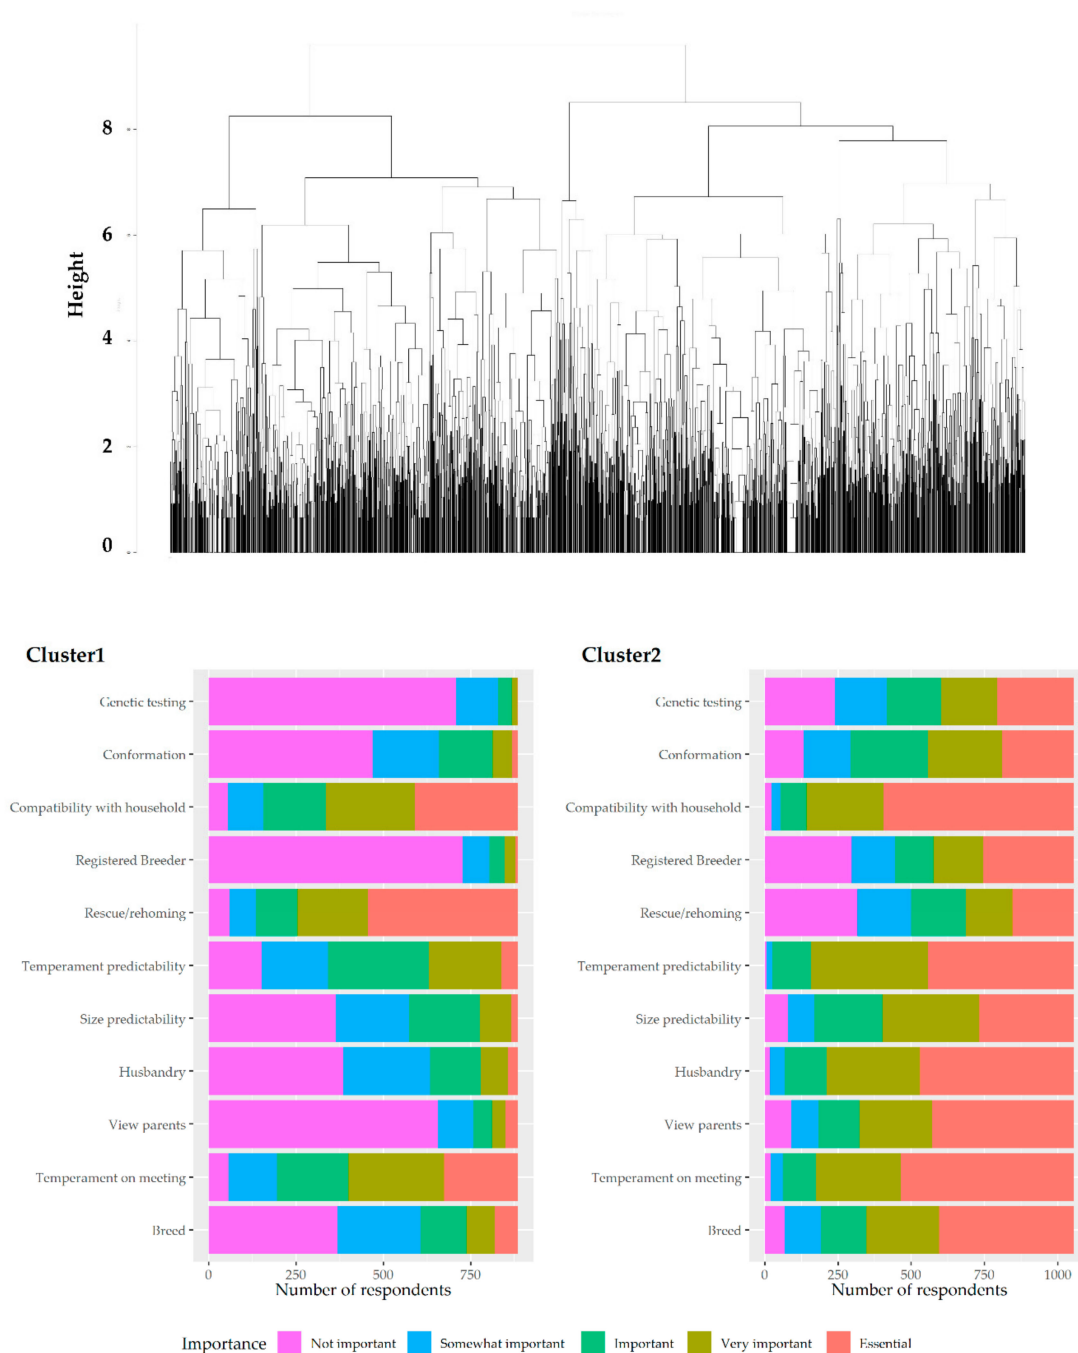 8
6
Height
4
2
0
Cluster1
Cluster2
Genetic testing
Conformation
Compatibility with household
Registered Breeder
Rescue/rehoming
Temperament predictability
Size predictability
Husbandry
View parents
Temperament on meeting
Breed
0 250 500 750
Number of respondents
Genetic testing
Conformation
Compatibility with household
Registered Breeder
Rescue/rehoming
Temperament predictability
Size predictability
Husbandry
View parents
Temperament on meeting
Breed
0 250 500 750 1000
Number of respondents
Importance Not important Somewhat important Important Very important Essential